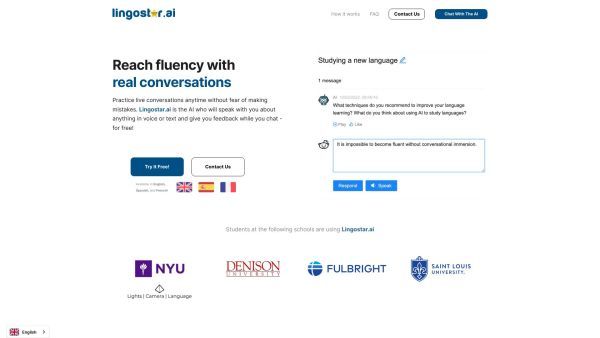 lingostar.ai
How it works
FAQ
Contact Us
Chat With The AI
Reach fluency with
real conversations
Practice live conversations anytime without fear of making
mistakes. Lingostar.ai is the AI who will speak with you about
anything in voice or text and give you feedback while you chat -
for free!
Try it Free!
Contact Us
Available in English,
Spanish, and French
Studying a new language
1 message
AI
What techniques do you recommend to improve your language
learning? What do you think about using AI to study languages?
Play
Like
It is impossible to become fluent without conversational immersion.
Respond
Speak
Students at the following schools are using Lingostar.ai
NYU
Lights | Camera | Language
DENISON
UNIVERSITY
FULBRIGHT
SAINT LOUIS
UNIVERSITY.
English